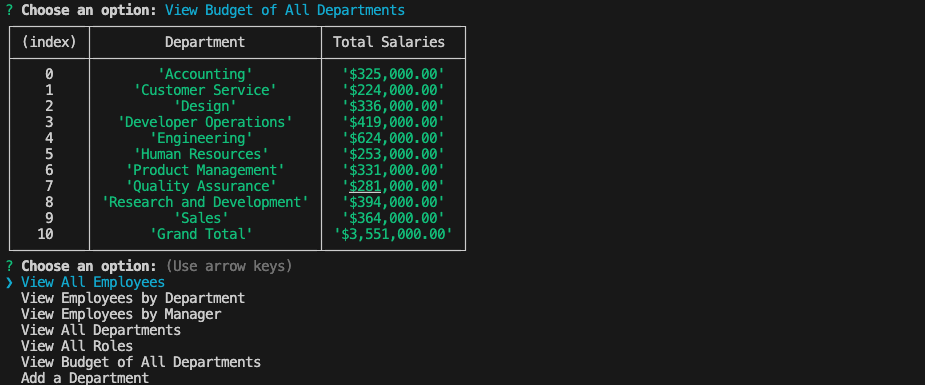 ? Choose an option: View Budget of All Departments
(index) Department Total Salaries
0 'Accounting' '$325,000.00'
1 'Customer Service' '$224,000.00'
2 'Design' '$336,000.00'
3 'Developer Operations' '$419,000.00'
4 'Engineering' '$624,000.00'
5 'Human Resources' '$253,000.00'
6 'Product Management' '$331,000.00'
7 'Quality Assurance' '$281,000.00'
8 'Research and Development' '$394,000.00'
9 'Sales' '$364,000.00'
10 'Grand Total' '$3,551,000.00'
? Choose an option: (Use arrow keys)
❯ View All Employees
View Employees by Department
View Employees by Manager
View All Departments
View All Roles
View Budget of All Departments
Add a Department